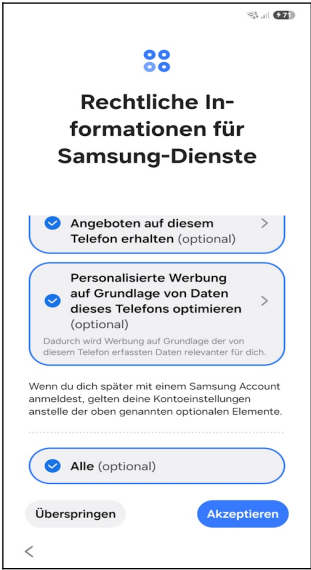 71
Rechtliche In-
formationen für
Samsung-Dienste
Angeboten auf diesem
Telefon erhalten (optional)
Personalisierte Werbung
auf Grundlage von Daten
dieses Telefons optimieren
(optional)
Dadurch wird Werbung auf Grundlage der von
diesem Telefon erfassten Daten relevanter für dich.
Wenn du dich später mit einem Samsung Account
anmeldest, gelten deine Kontoeinstellungen
anstelle der oben genannten optionalen Elemente.
Alle (optional)
Überspringen
Akzeptieren